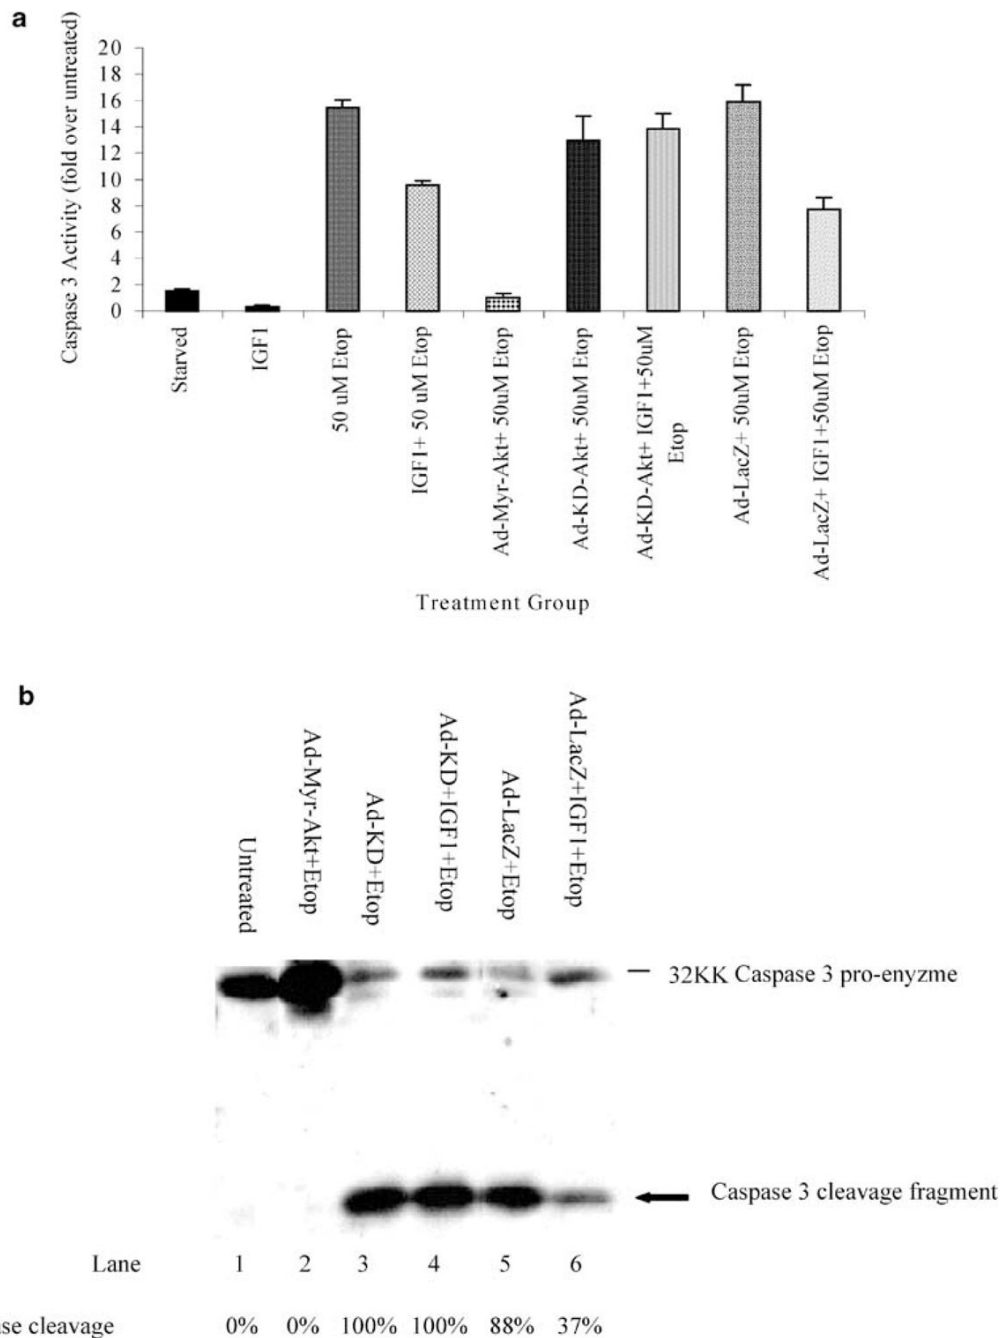 a
Caspase 3 Activity (fold over untreated)
20
18
16
14
12
10
8
6
4
2
0
Starved
IGF1
50 uM Etop
IGF1+ 50 uM Etop
Ad-Myr-Akt+ 50uM Etop
Ad-KD-Akt+ 50uM Etop
Ad-KD-Akt+ IGF1+50uM
Etop
Ad-LacZ+ 50uM Etop
Ad-LacZ+ IGF1+50uM Etop
Treatment Group
b
Untreated
Ad-Myr-Akt+Etop
Ad-KD+Etop
Ad-KD+IGF1+Etop
Ad-LacZ+Etop
Ad-LacZ+IGF1+Etop
32KK Caspase 3 pro-enyzme
Caspase 3 cleavage fragment
Lane 1 2 3 4 5 6
cleavage 0% 0% 100% 100% 88% 37%